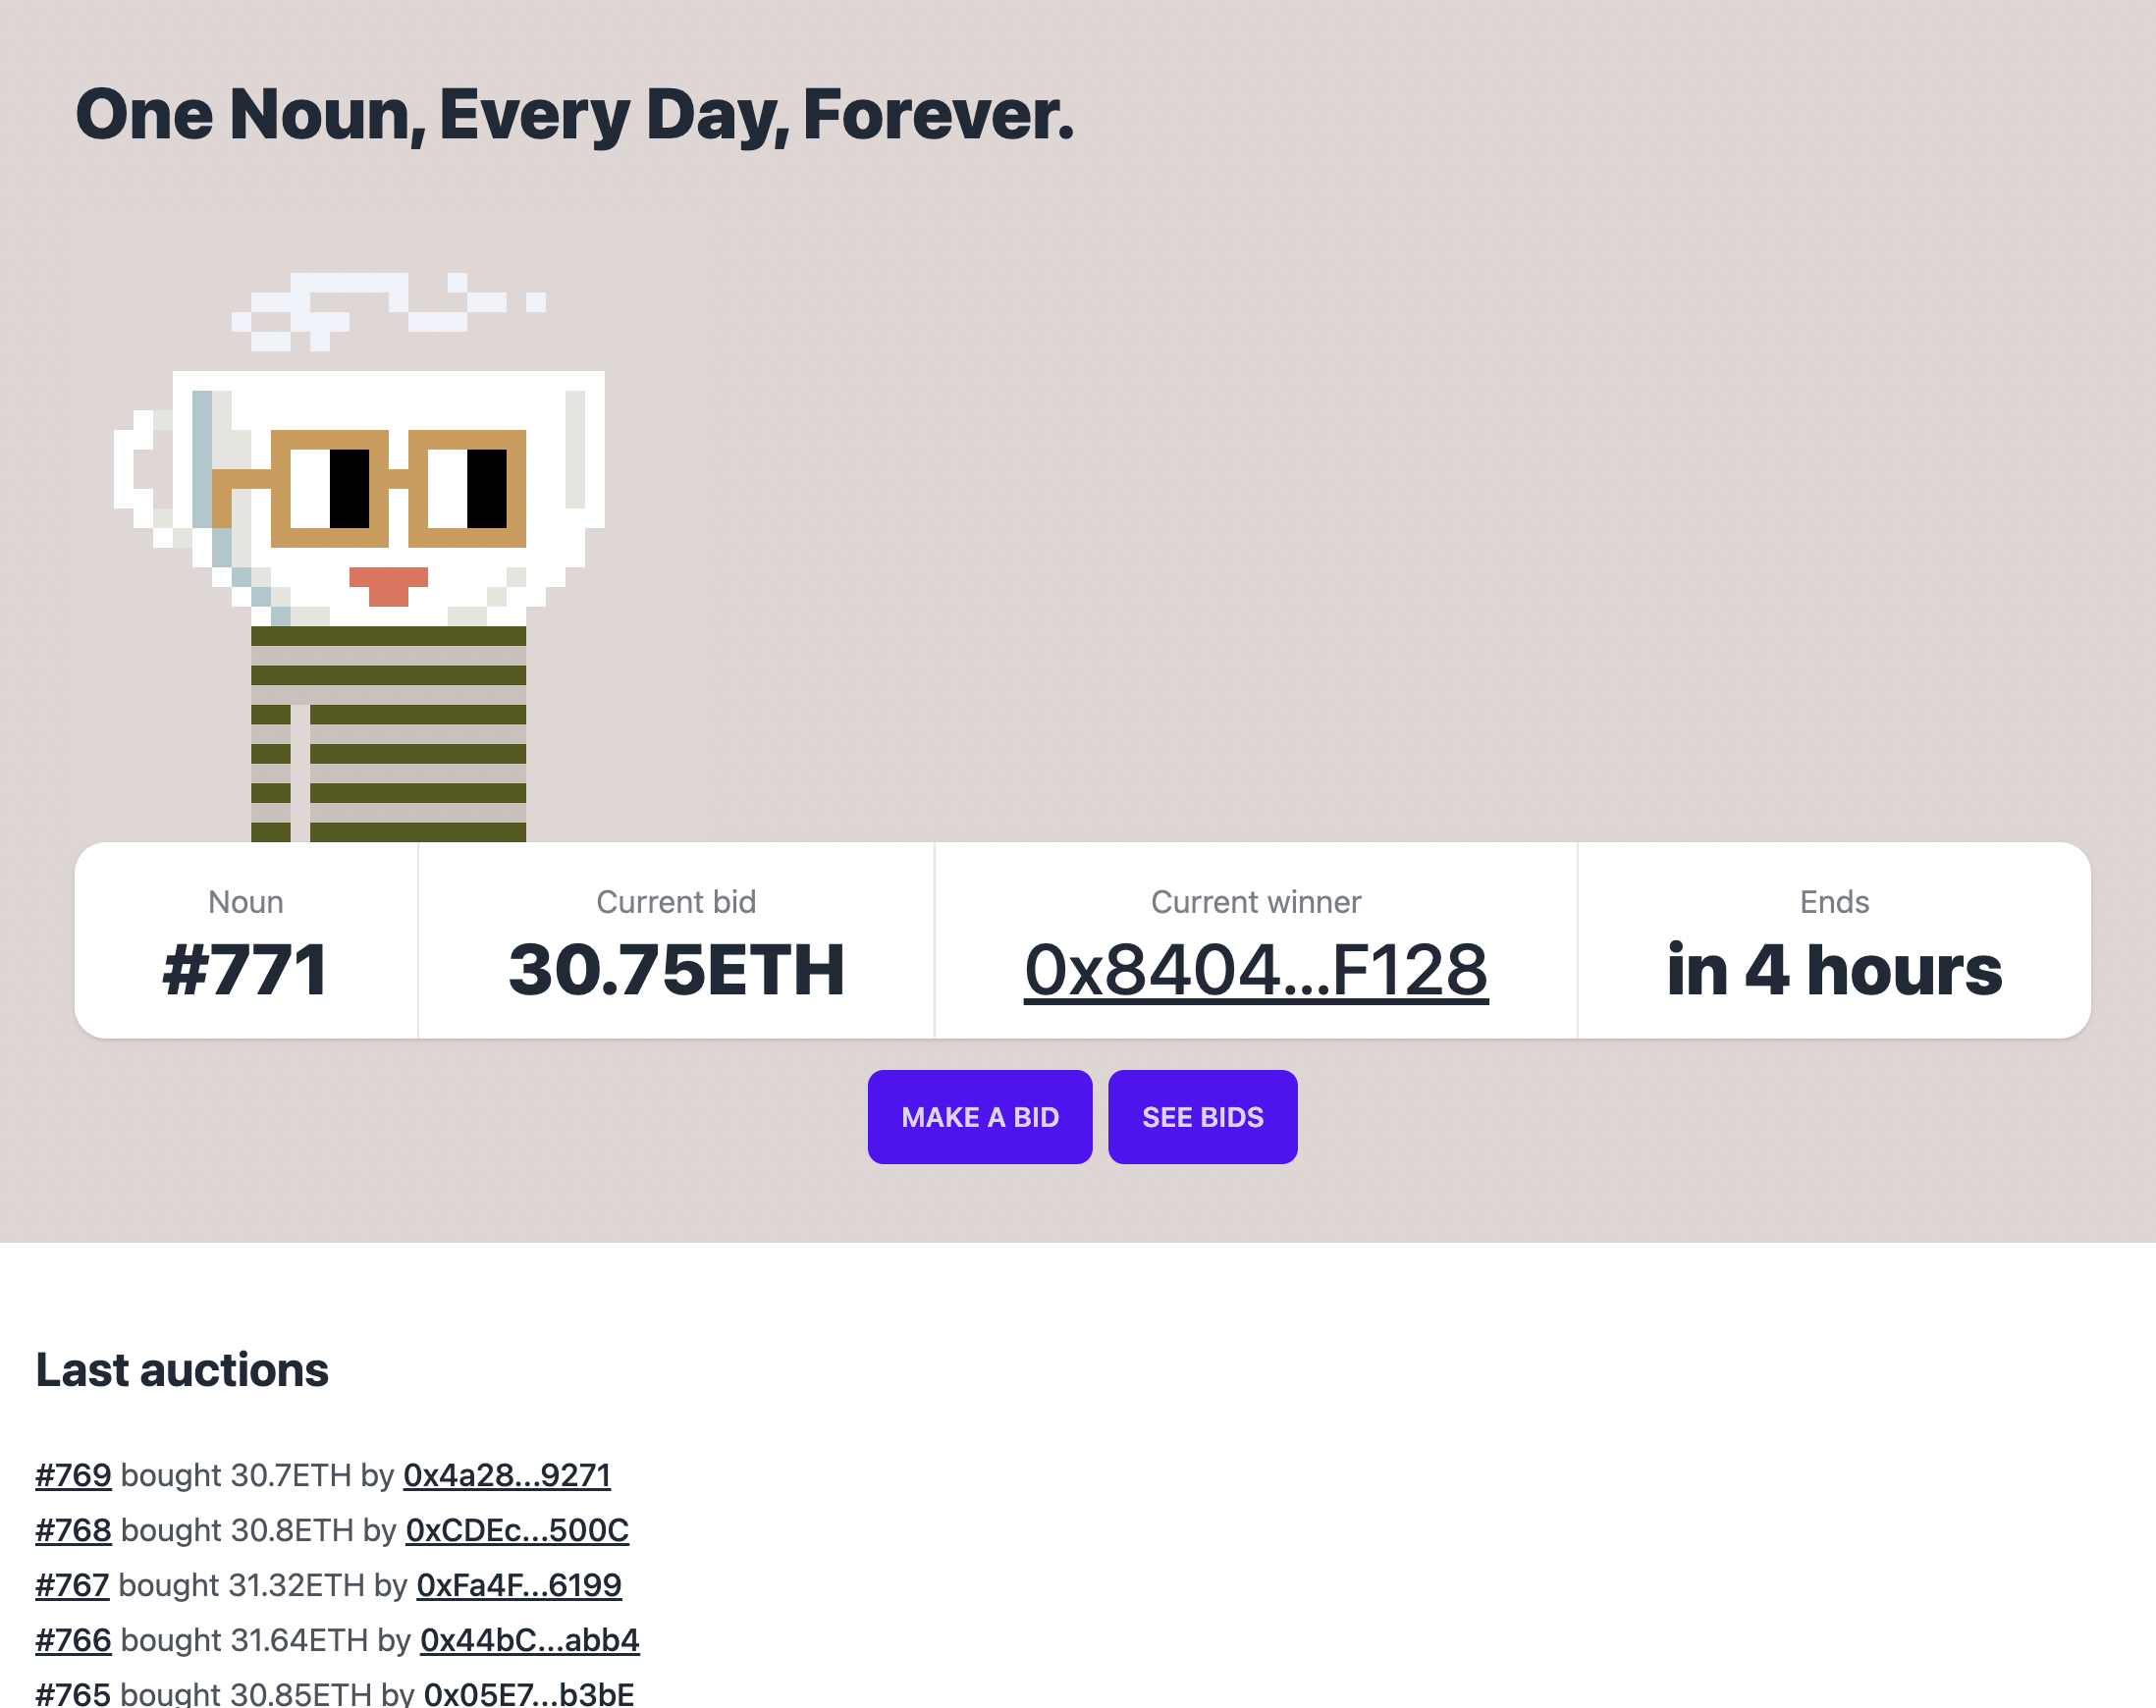 One Noun, Every Day, Forever.
Noun
#771
Current bid
30.75ETH
Current winner
0x8404...F128
Ends
in 4 hours
MAKE A BID
SEE BIDS
Last auctions
#769 bought 30.7ETH by 0x4a28...9271
#768 bought 30.8ETH by 0xCDEc...500C
#767 bought 31.32ETH by 0xFa4F...6199
#766 bought 31.64ETH by 0x44bC...abb4
#765 bought 30.85ETH by 0x05E7...b3bE